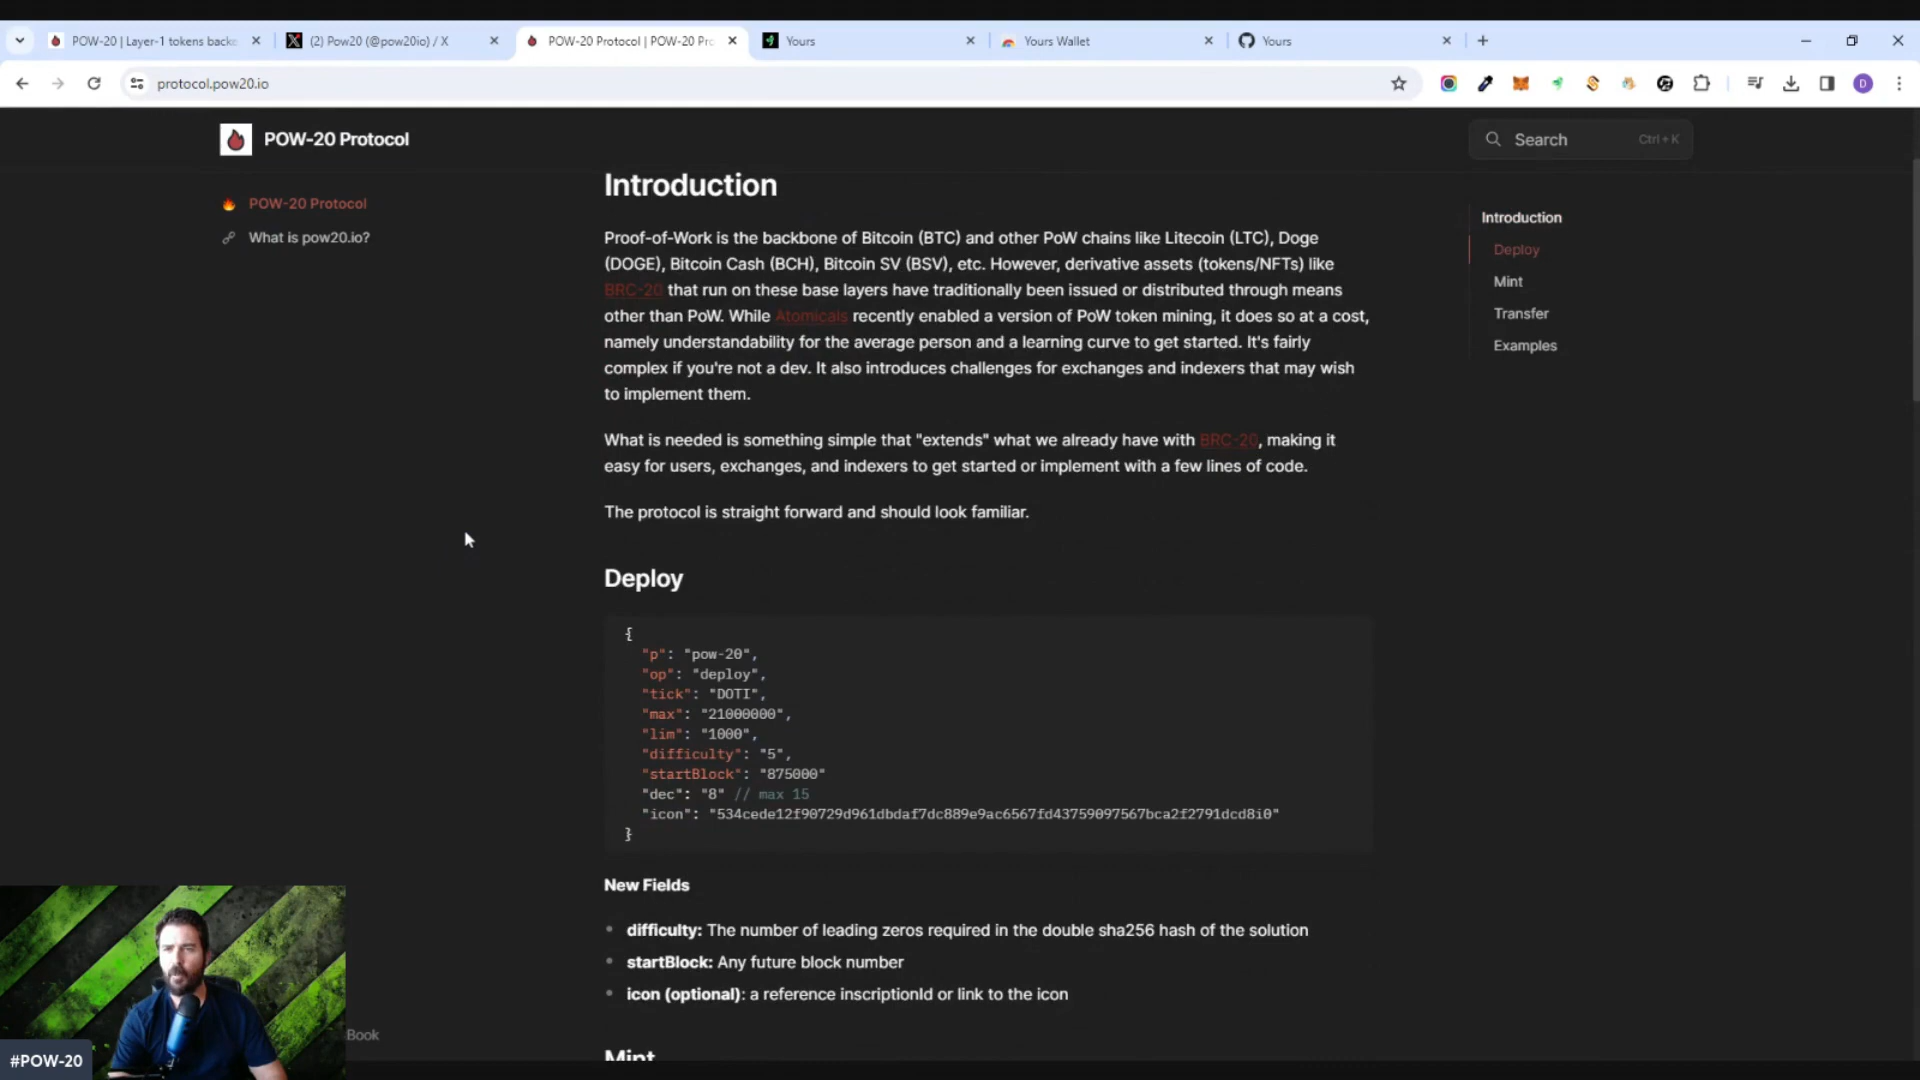 POW-20 | Layer-1 tokens backe
(2) Pow20 (@pow20io) / X
POW-20 Protocol | POW-20 Pro
Yours
Yours Wallet
Yours
protocol.pow20.io
D
POW-20 Protocol
Search
Ctrl + K
POW-20 Protocol
What is pow20.io?
Introduction
Proof-of-Work is the backbone of Bitcoin (BTC) and other PoW chains like Litecoin (LTC), Doge
(DOGE), Bitcoin Cash (BCH), Bitcoin SV (BSV), etc. However, derivative assets (tokens/NFTs) like
BRC-20 that run on these base layers have traditionally been issued or distributed through means
other than PoW. While Atomicals recently enabled a version of PoW token mining, it does so at a cost,
namely understandability for the average person and a learning curve to get started. It's fairly
complex if you're not a dev. It also introduces challenges for exchanges and indexers that may wish
to implement them.
What is needed is something simple that "extends" what we already have with BRC-20, making it
easy for users, exchanges, and indexers to get started or implement with a few lines of code.
The protocol is straight forward and should look familiar.
Deploy
{
"p": "pow-20",
"op": "deploy",
"tick": "DOTI",
"max": "21000000",
"lim": "1000",
"difficulty": "5",
"startBlock": "875000"
"dec": "8" // max 15
"icon": "534cede12f90729d961dbdaf7dc889e9ac6567fd43759097567bca2f2791dcd8i0"
}
New Fields
difficulty: The number of leading zeros required in the double sha256 hash of the solution
startBlock: Any future block number
icon (optional): a reference inscriptionId or link to the icon
Mint
Introduction
Deploy
Mint
Transfer
Examples
Book
#POW-20